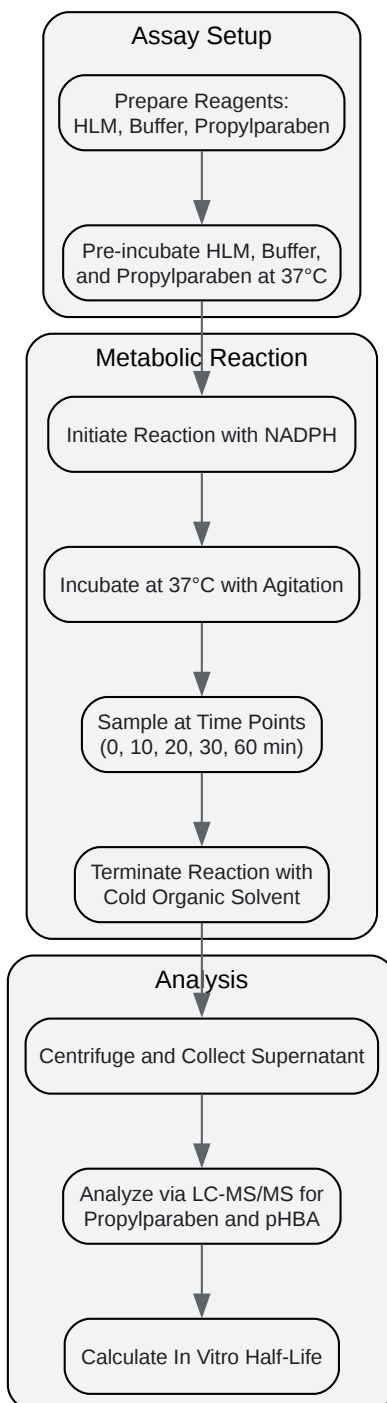 Assay Setup
Prepare Reagents:
HLM, Buffer, Propylparaben
Pre-incubate HLM, Buffer,
and Propylparaben at 37°C
Metabolic Reaction
Initiate Reaction with NADPH
Incubate at 37°C with Agitation
Sample at Time Points
(0, 10, 20, 30, 60 min)
Terminate Reaction with
Cold Organic Solvent
Analysis
Centrifuge and Collect Supernatant
Analyze via LC-MS/MS for
Propylparaben and pHBA
Calculate In Vitro Half-Life